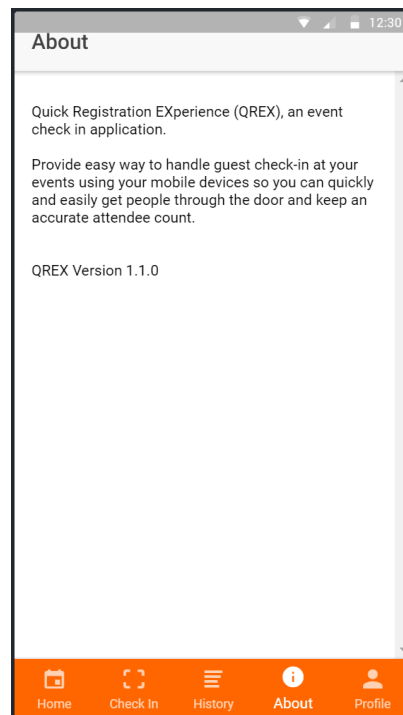 12:30
About
Quick Registration EXperience (QREX), an event
check in application.
Provide easy way to handle guest check-in at your
events using your mobile devices so you can quickly
and easily get people through the door and keep an
accurate attendee count.
QREX Version 1.1.0
Home
Check In
History
About
Profile